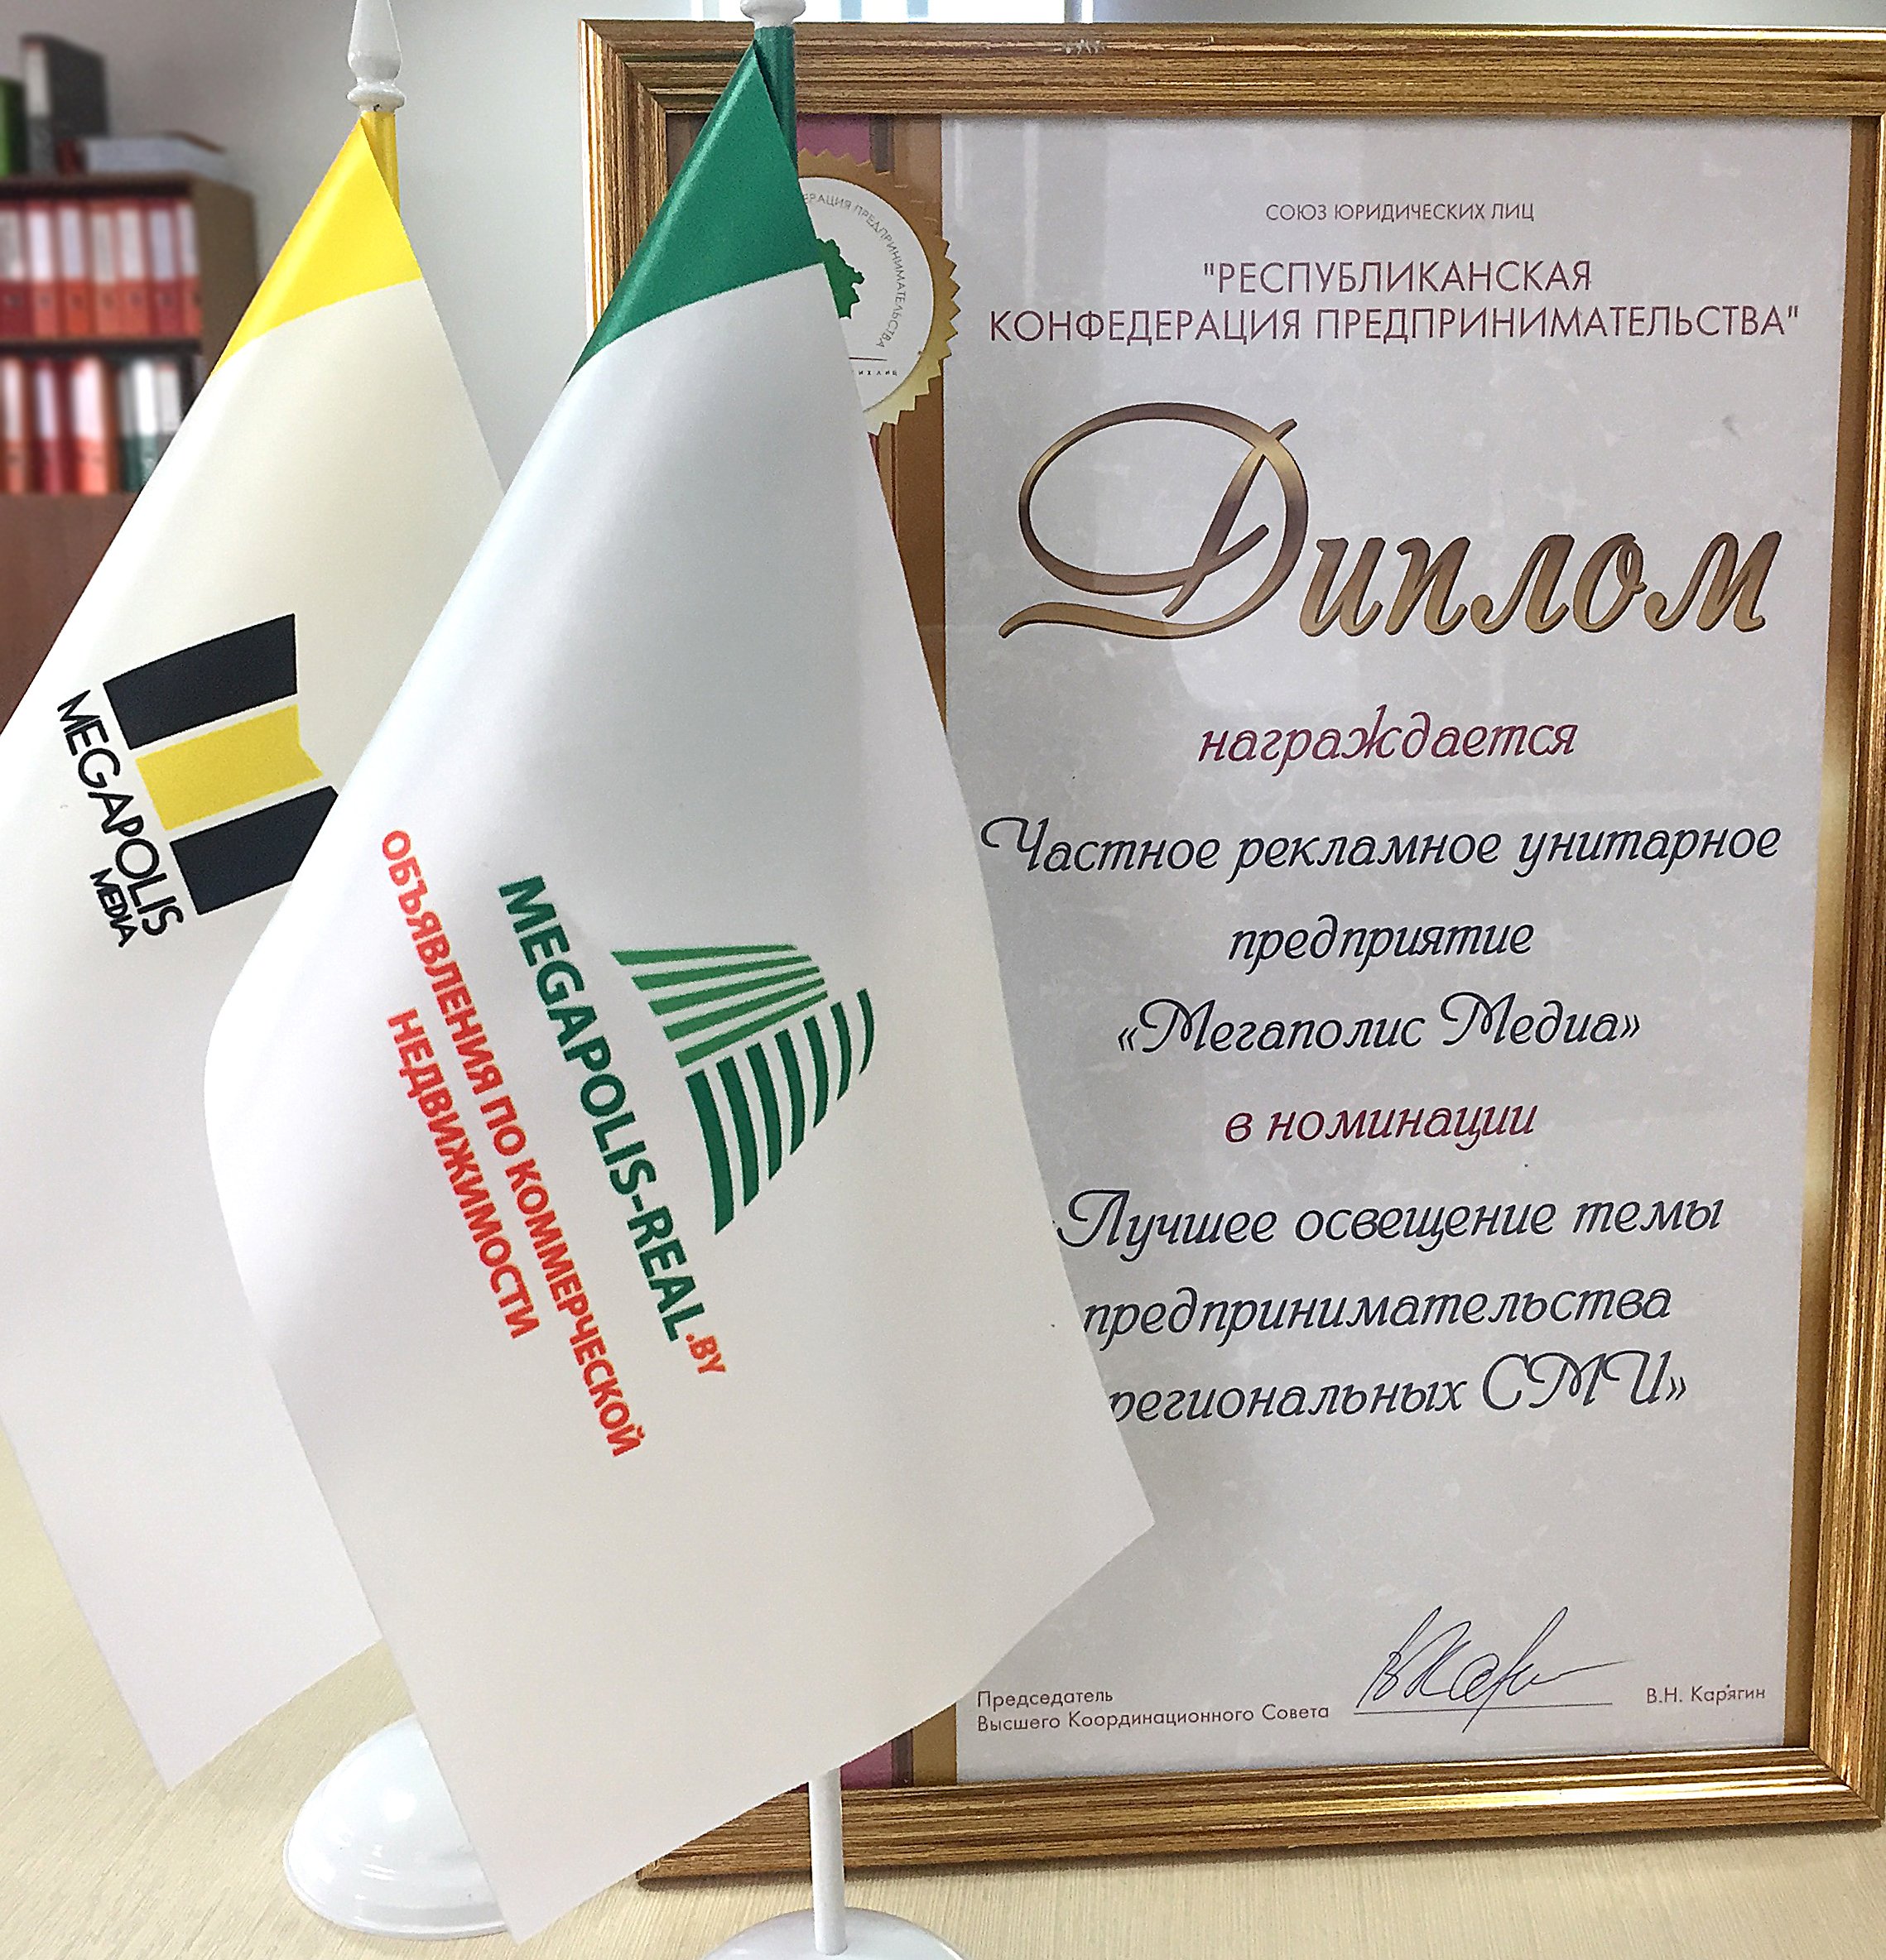 MEGAPOLIS
MEDIA
MEGAPOLIS-REAL.BY
ОБЪЯВЛЕНИЯ ПО КОММЕРЧЕСКОЙ
НЕДВИЖИМОСТИ
ПРЕДПРИНИМАТЕЛЬСТВА
СОЮЗ ЮРИДИЧЕСКИХ ЛИЦ
"РЕСПУБЛИКАНСКАЯ
КОНФЕДЕРАЦИЯ ПРЕДПРИНИМАТЕЛЬСТВА"
Диплом
награждается
Частное рекламное унитарное
предприятие
«Мегаполис Медиа»
в номинации
Лучшее освещение темы
предпринимательства
региональных СМИ»
Председатель
Высшего Координационного Совета
В.Н. Карягин